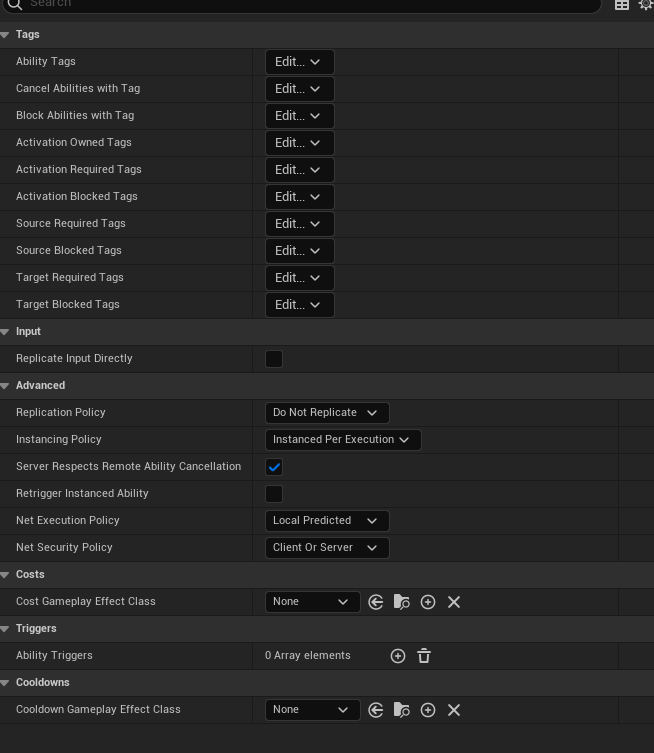 Search
Tags
Ability Tags Edit...
Cancel Abilities with Tag Edit...
Block Abilities with Tag Edit...
Activation Owned Tags Edit...
Activation Required Tags Edit...
Activation Blocked Tags Edit...
Source Required Tags Edit...
Source Blocked Tags Edit...
Target Required Tags Edit...
Target Blocked Tags Edit...
Input
Replicate Input Directly
Advanced
Replication Policy Do Not Replicate
Instancing Policy Instanced Per Execution
Server Respects Remote Ability Cancellation
Retrigger Instanced Ability
Net Execution Policy Local Predicted
Net Security Policy Client Or Server
Costs
Cost Gameplay Effect Class None
Triggers
Ability Triggers 0 Array elements
Cooldowns
Cooldown Gameplay Effect Class None